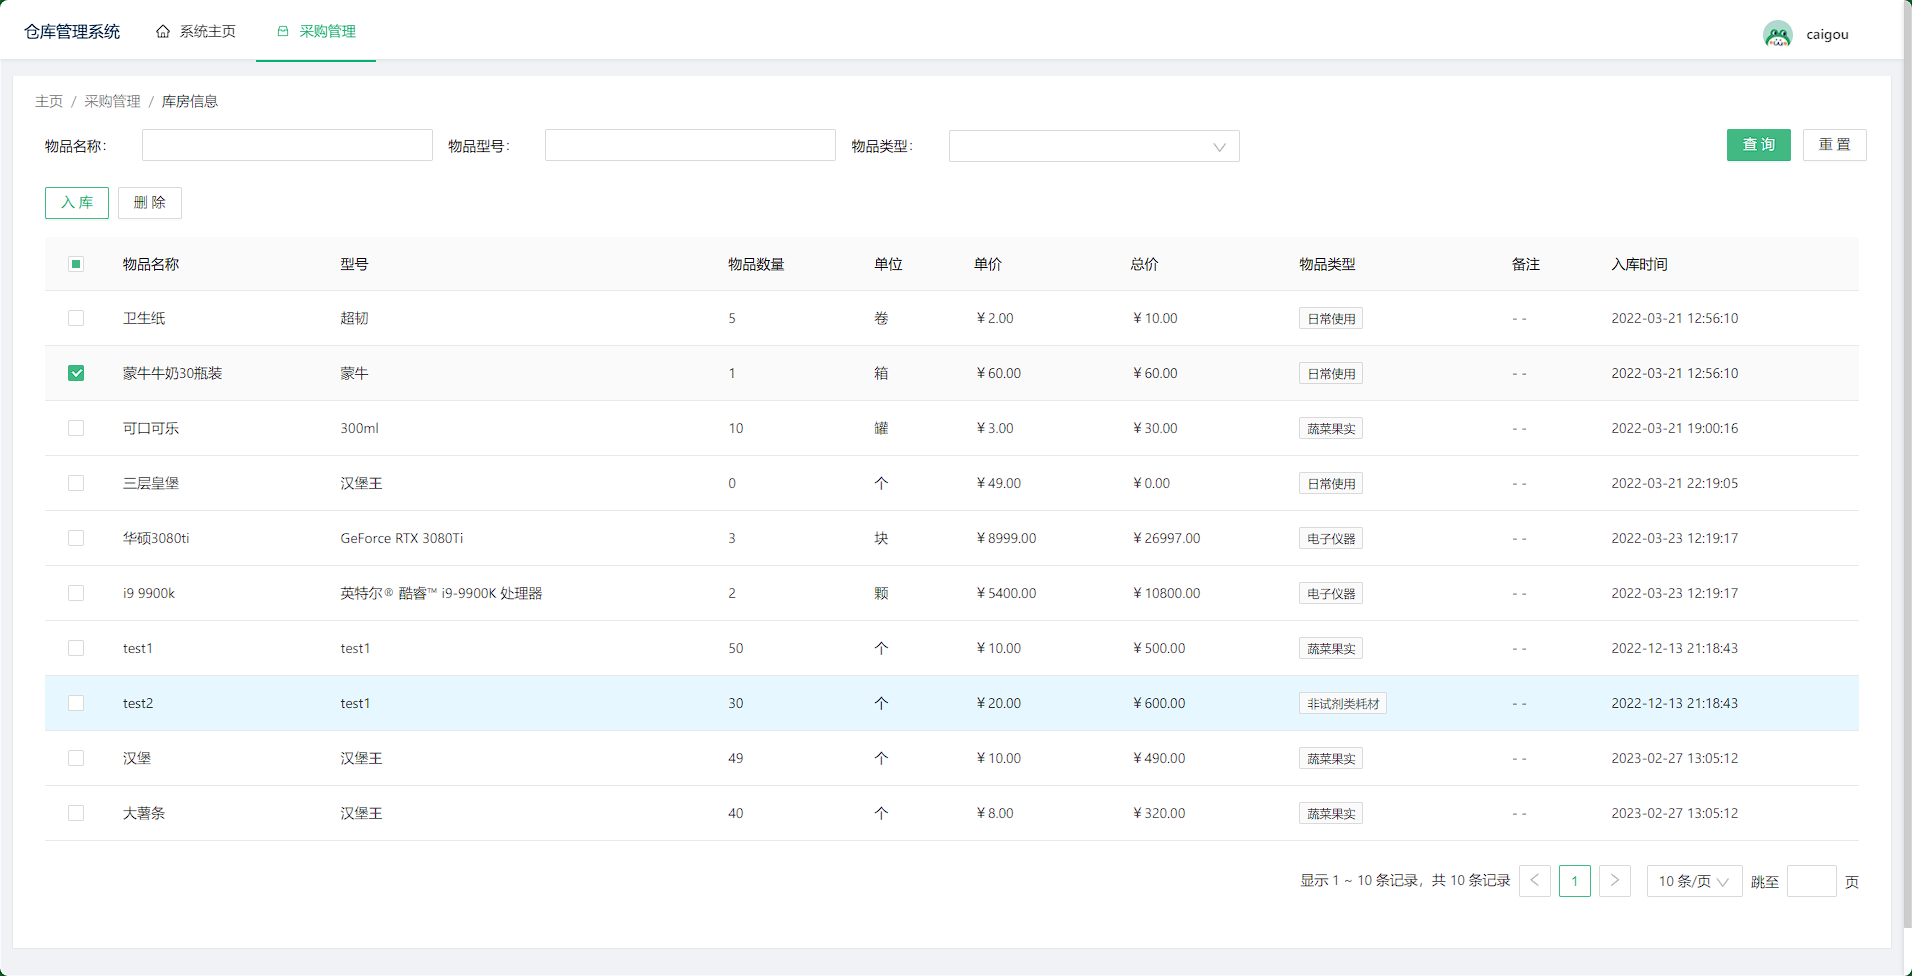 仓库管理系统 系统主页 采购管理 caigou
主页 / 采购管理 / 库房信息
物品名称: 物品型号: 物品类型: 查 询 重 置
入 库 删 除
物品名称 型号 物品数量 单位 单价 总价 物品类型 备注 入库时间
卫生纸 超韧 5 卷 ￥2.00 ￥10.00 日常使用 - - 2022-03-21 12:56:10
蒙牛牛奶30瓶装 蒙牛 1 箱 ￥60.00 ￥60.00 日常使用 - - 2022-03-21 12:56:10
可口可乐 300ml 10 罐 ￥3.00 ￥30.00 蔬菜果实 - - 2022-03-21 19:00:16
三层皇堡 汉堡王 0 个 ￥49.00 ￥0.00 日常使用 - - 2022-03-21 22:19:05
华硕3080ti GeForce RTX 3080Ti 3 块 ￥8999.00 ￥26997.00 电子仪器 - - 2022-03-23 12:19:17
i9 9900k 英特尔® 酷睿™ i9-9900K 处理器 2 颗 ￥5400.00 ￥10800.00 电子仪器 - - 2022-03-23 12:19:17
test1 test1 50 个 ￥10.00 ￥500.00 蔬菜果实 - - 2022-12-13 21:18:43
test2 test1 30 个 ￥20.00 ￥600.00 非试剂类耗材 - - 2022-12-13 21:18:43
汉堡 汉堡王 49 个 ￥10.00 ￥490.00 蔬菜果实 - - 2023-02-27 13:05:12
大薯条 汉堡王 40 个 ￥8.00 ￥320.00 蔬菜果实 - - 2023-02-27 13:05:12
显示 1 ~ 10 条记录，共 10 条记录 < 1 > 10 条/页 跳至 页